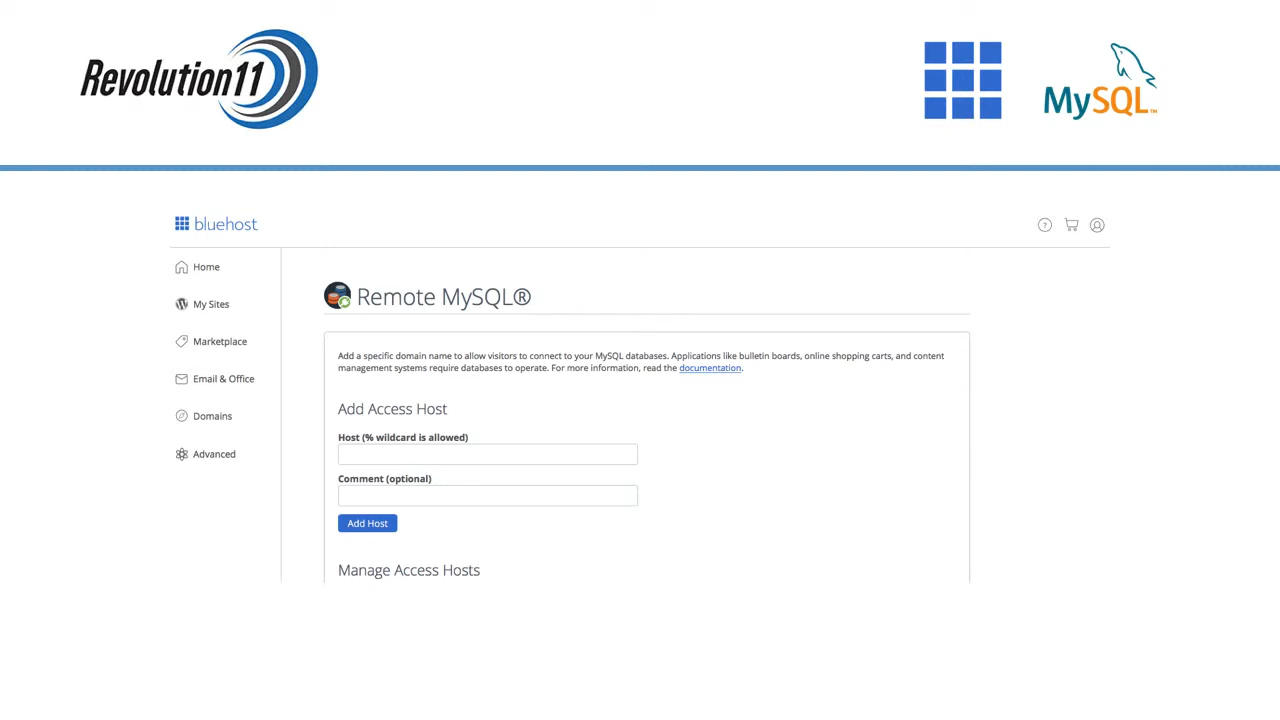 Revolution11
MySQL™
bluehost
?
Home
My Sites
Marketplace
Email & Office
Domains
Advanced
Remote MySQL®
Add a specific domain name to allow visitors to connect to your MySQL databases. Applications like bulletin boards, online shopping carts, and content
management systems require databases to operate. For more information, read the documentation.
Add Access Host
Host (% wildcard is allowed)
Comment (optional)
Add Host
Manage Access Hosts